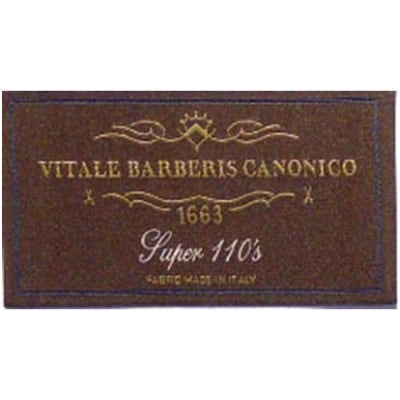 VITALE BARBERIS CANONICO
1663
Super 110's
FABRIC MADE IN ITALY